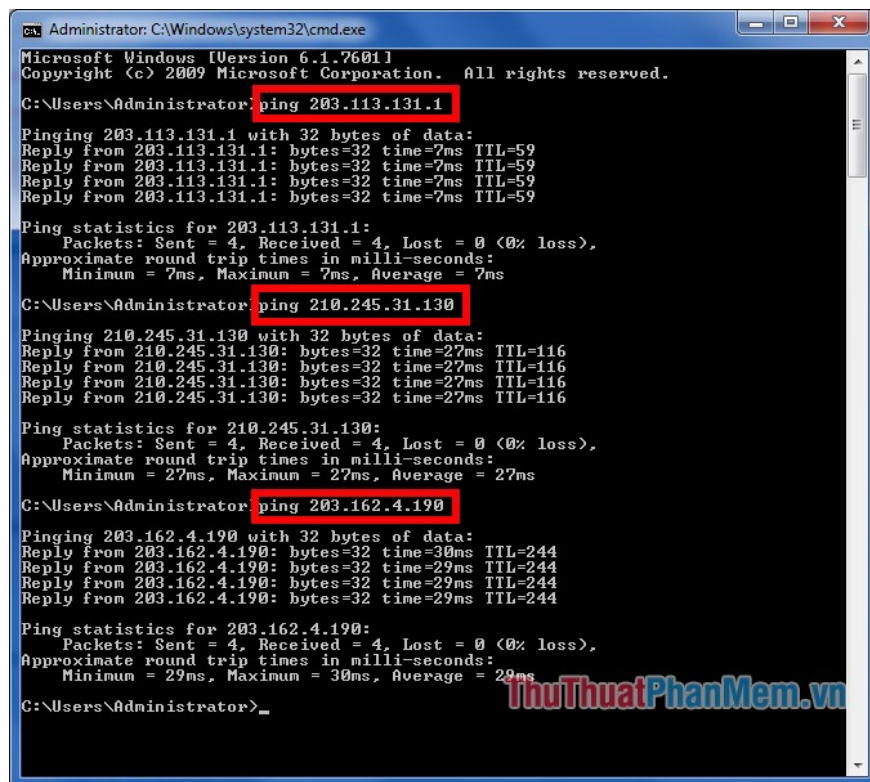 Administrator: C:\Windows\system32\cmd.exe
Microsoft Windows [Version 6.1.7601]
Copyright (c) 2009 Microsoft Corporation.  All rights reserved.
C:\Users\Administrator>ping 203.113.131.1
Pinging 203.113.131.1 with 32 bytes of data:
Reply from 203.113.131.1: bytes=32 time=7ms TTL=59
Reply from 203.113.131.1: bytes=32 time=7ms TTL=59
Reply from 203.113.131.1: bytes=32 time=7ms TTL=59
Reply from 203.113.131.1: bytes=32 time=7ms TTL=59
Ping statistics for 203.113.131.1:
    Packets: Sent = 4, Received = 4, Lost = 0 (0% loss),
Approximate round trip times in milli-seconds:
    Minimum = 7ms, Maximum = 7ms, Average = 7ms
C:\Users\Administrator>ping 210.245.31.130
Pinging 210.245.31.130 with 32 bytes of data:
Reply from 210.245.31.130: bytes=32 time=27ms TTL=116
Reply from 210.245.31.130: bytes=32 time=27ms TTL=116
Reply from 210.245.31.130: bytes=32 time=27ms TTL=116
Reply from 210.245.31.130: bytes=32 time=27ms TTL=116
Ping statistics for 210.245.31.130:
    Packets: Sent = 4, Received = 4, Lost = 0 (0% loss),
Approximate round trip times in milli-seconds:
    Minimum = 27ms, Maximum = 27ms, Average = 27ms
C:\Users\Administrator>ping 203.162.4.190
Pinging 203.162.4.190 with 32 bytes of data:
Reply from 203.162.4.190: bytes=32 time=30ms TTL=244
Reply from 203.162.4.190: bytes=32 time=29ms TTL=244
Reply from 203.162.4.190: bytes=32 time=29ms TTL=244
Reply from 203.162.4.190: bytes=32 time=29ms TTL=244
Ping statistics for 203.162.4.190:
    Packets: Sent = 4, Received = 4, Lost = 0 (0% loss),
Approximate round trip times in milli-seconds:
    Minimum = 29ms, Maximum = 30ms, Average = 29ms
ThuThuatPhanMem.vn
C:\Users\Administrator>_